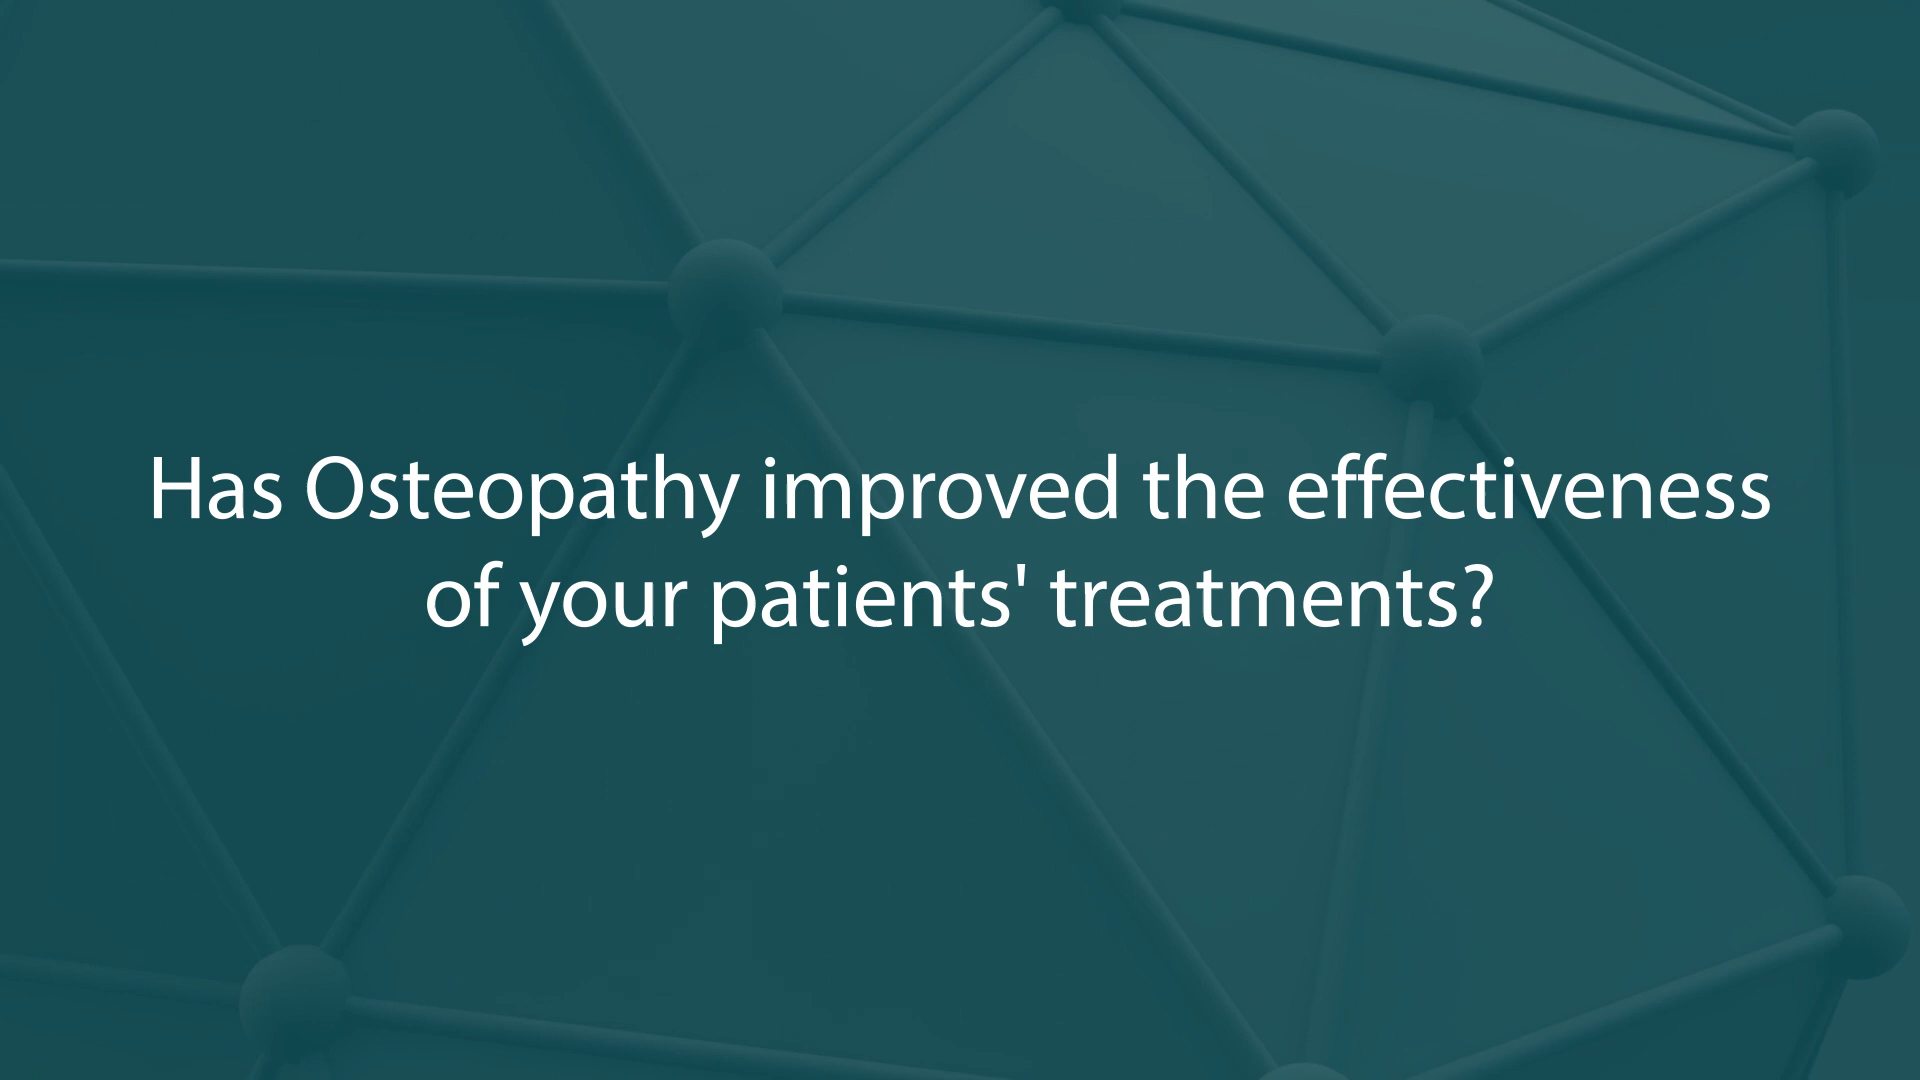 Has Osteopathy improved the effectiveness
of your patients' treatments?